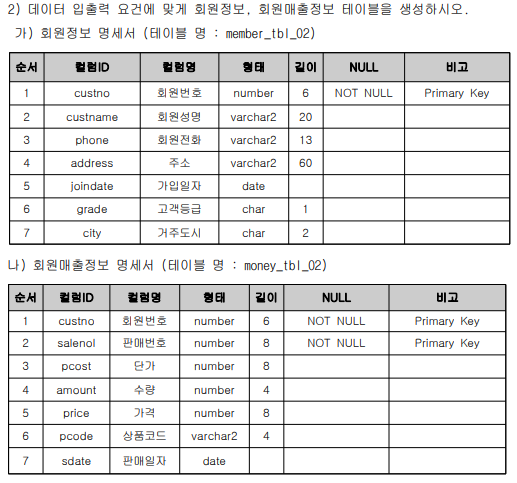 2) 데이터 입출력 요건에 맞게 회원정보, 회원매출정보 테이블을 생성하시오.
가) 회원정보 명세서 (테이블 명 : member_tbl_02)
순서 컬럼ID 컬럼명 형태 길이 NULL 비고
1 custno 회원번호 number 6 NOT NULL Primary Key
2 custname 회원성명 varchar2 20
3 phone 회원전화 varchar2 13
4 address 주소 varchar2 60
5 joindate 가입일자 date
6 grade 고객등급 char 1
7 city 거주도시 char 2
나) 회원매출정보 명세서 (테이블 명 : money_tbl_02)
순서 컬럼ID 컬럼명 형태 길이 NULL 비고
1 custno 회원번호 number 6 NOT NULL Primary Key
2 salenol 판매번호 number 8 NOT NULL Primary Key
3 pcost 단가 number 8
4 amount 수량 number 4
5 price 가격 number 8
6 pcode 상품코드 varchar2 4
7 sdate 판매일자 date